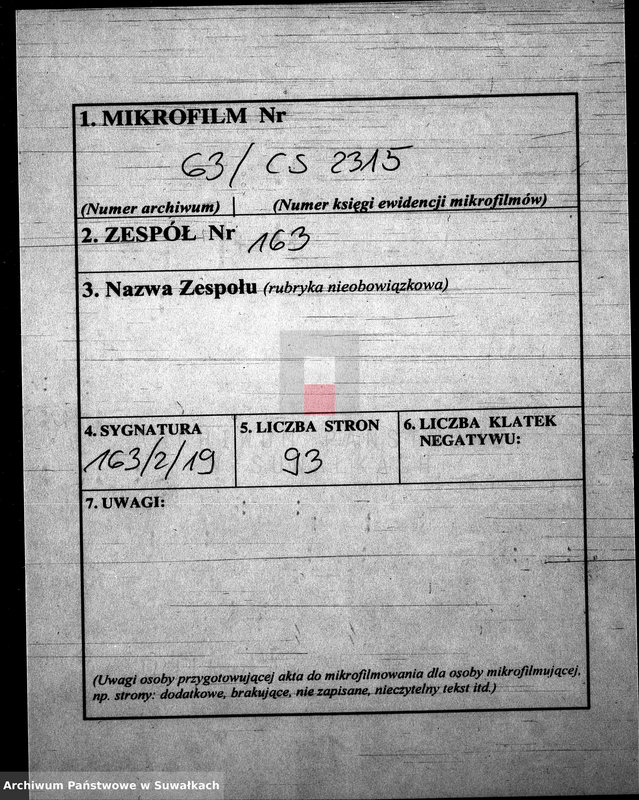 1. MIKROFILM Nr
63/ CS 2315
(Numer archiwum) (Numer księgi ewidencji mikrofilmów)
2. ZESPÓŁ Nr 163
3. Nazwa Zespołu (rubryka nieobowiązkowa)
4. SYGNATURA
163/2/19
5. LICZBA STRON
93
6. LICZBA KLATEK
NEGATYWU:
SUWAŁKACH
7. UWAGI:
(Uwagi osoby przygotowującej akta do mikrofilmowania dla osoby mikrofilmującej,
np. strony: dodatkowe, brakujące, nie zapisane, nieczytelny tekst itd.)
Archiwum Państwowe w Suwałkach